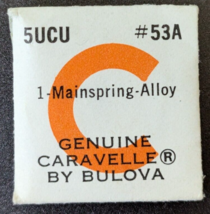 5UCU #53A
1-Mainspring-Alloy
GENUINE
CARAVELLE®
BY BULOVA